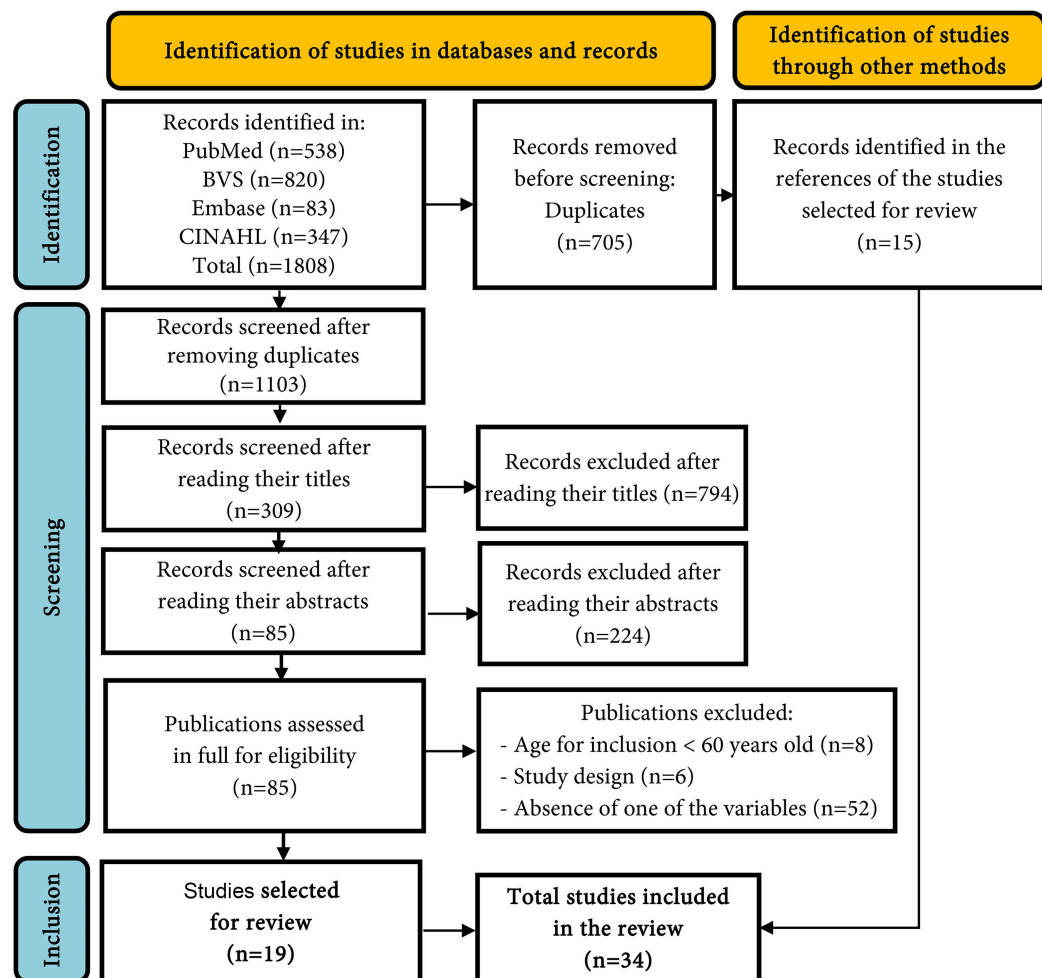 Identification of studies in databases and records
Identification of studies
through other methods
Identification
Records identified in:
PubMed (n=538)
BVS (n=820)
Embase (n=83)
CINAHL (n=347)
Total (n=1808)
Records removed
before screening:
Duplicates
(n=705)
Records identified in the
references of the studies
selected for review
(n=15)
Screening
Records screened after
removing duplicates
(n=1103)
Records screened after
reading their titles
(n=309)
Records excluded after
reading their titles (n=794)
Records screened after
reading their abstracts
(n=85)
Records excluded after
reading their abstracts
(n=224)
Publications assessed
in full for eligibility
(n=85)
Publications excluded:
- Age for inclusion < 60 years old (n=8)
- Study design (n=6)
- Absence of one of the variables (n=52)
Inclusion
Studies selected
for review
(n=19)
Total studies included
in the review
(n=34)